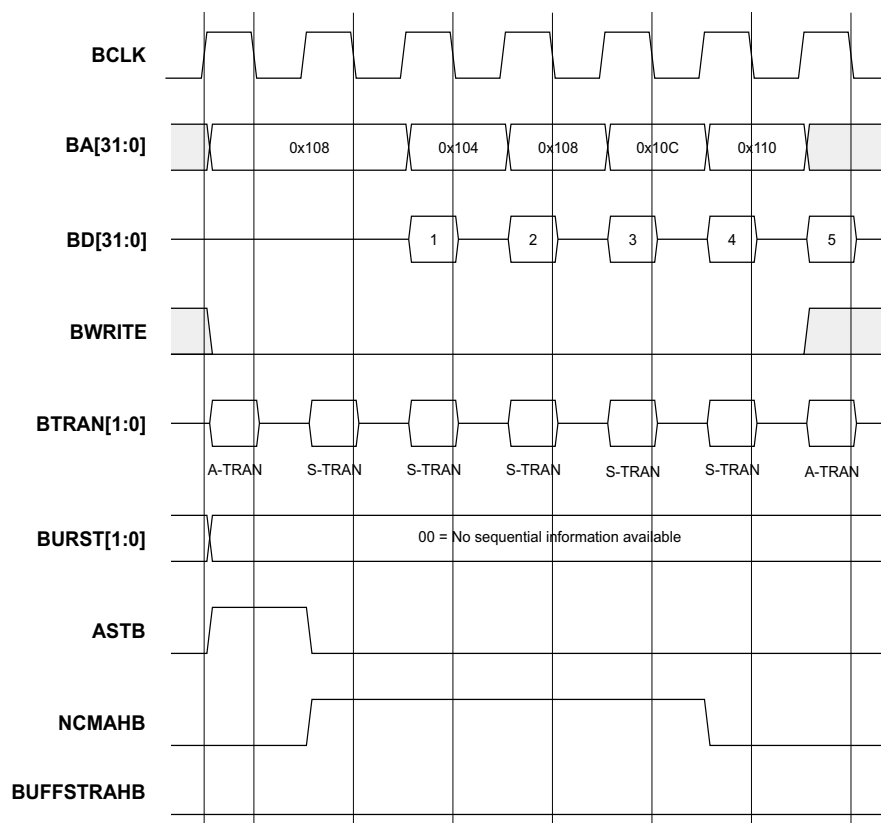 BCLK
BA[31:0] 0x108 0x104 0x108 0x10C 0x110
BD[31:0] 1 2 3 4 5
BWRITE
BTRAN[1:0]
A-TRAN S-TRAN S-TRAN S-TRAN S-TRAN S-TRAN A-TRAN
BURST[1:0] 00 = No sequential information available
ASTB
NCMAHB
BUFFSTRAHB